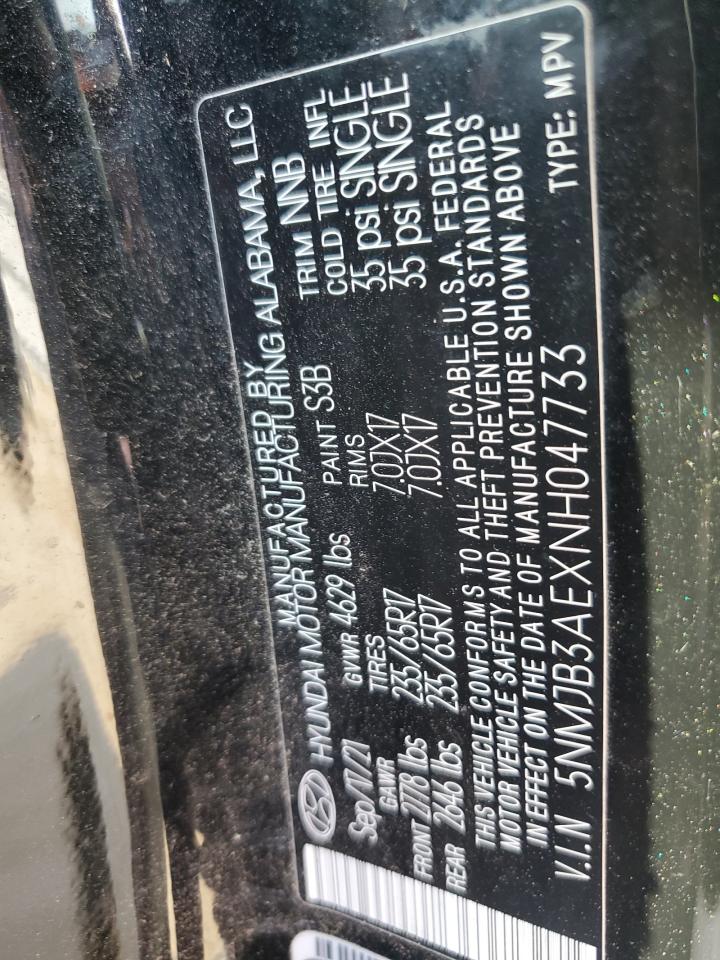 MANUFACTURED BY
HYUNDAI MOTOR MANUFACTURING ALABAMA, LLC
Sep/17/21 GVWR 4629 lbs PAINT S3B TRIM NNB
GAWR TIRES RIMS COLD TIRE INFL
FRONT 2778 lbs 235/65R17 7.0JX17 35 psi SINGLE
REAR 2646 lbs 235/65R17 7.0JX17 35 psi SINGLE
THIS VEHICLE CONFORMS TO ALL APPLICABLE U.S.A. FEDERAL
MOTOR VEHICLE SAFETY AND THEFT PREVENTION STANDARDS
IN EFFECT ON THE DATE OF MANUFACTURE SHOWN ABOVE
V.I.N 5NMJB3AEXNH047733 TYPE: MPV